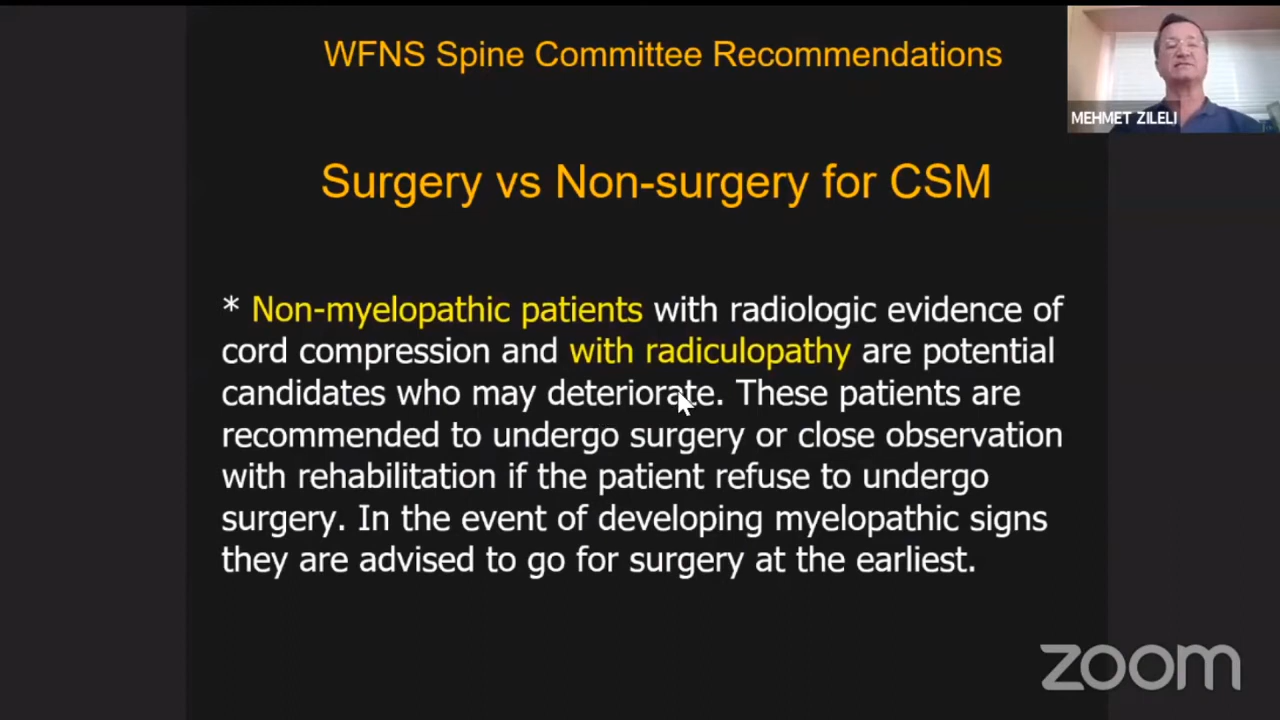 WFNS Spine Committee Recommendations
MEHMET ZILELI
Surgery vs Non-surgery for CSM
* Non-myelopathic patients with radiologic evidence of
cord compression and with radiculopathy are potential
candidates who may deteriorate. These patients are
recommended to undergo surgery or close observation
with rehabilitation if the patient refuse to undergo
surgery. In the event of developing myelopathic signs
they are advised to go for surgery at the earliest.
zoom